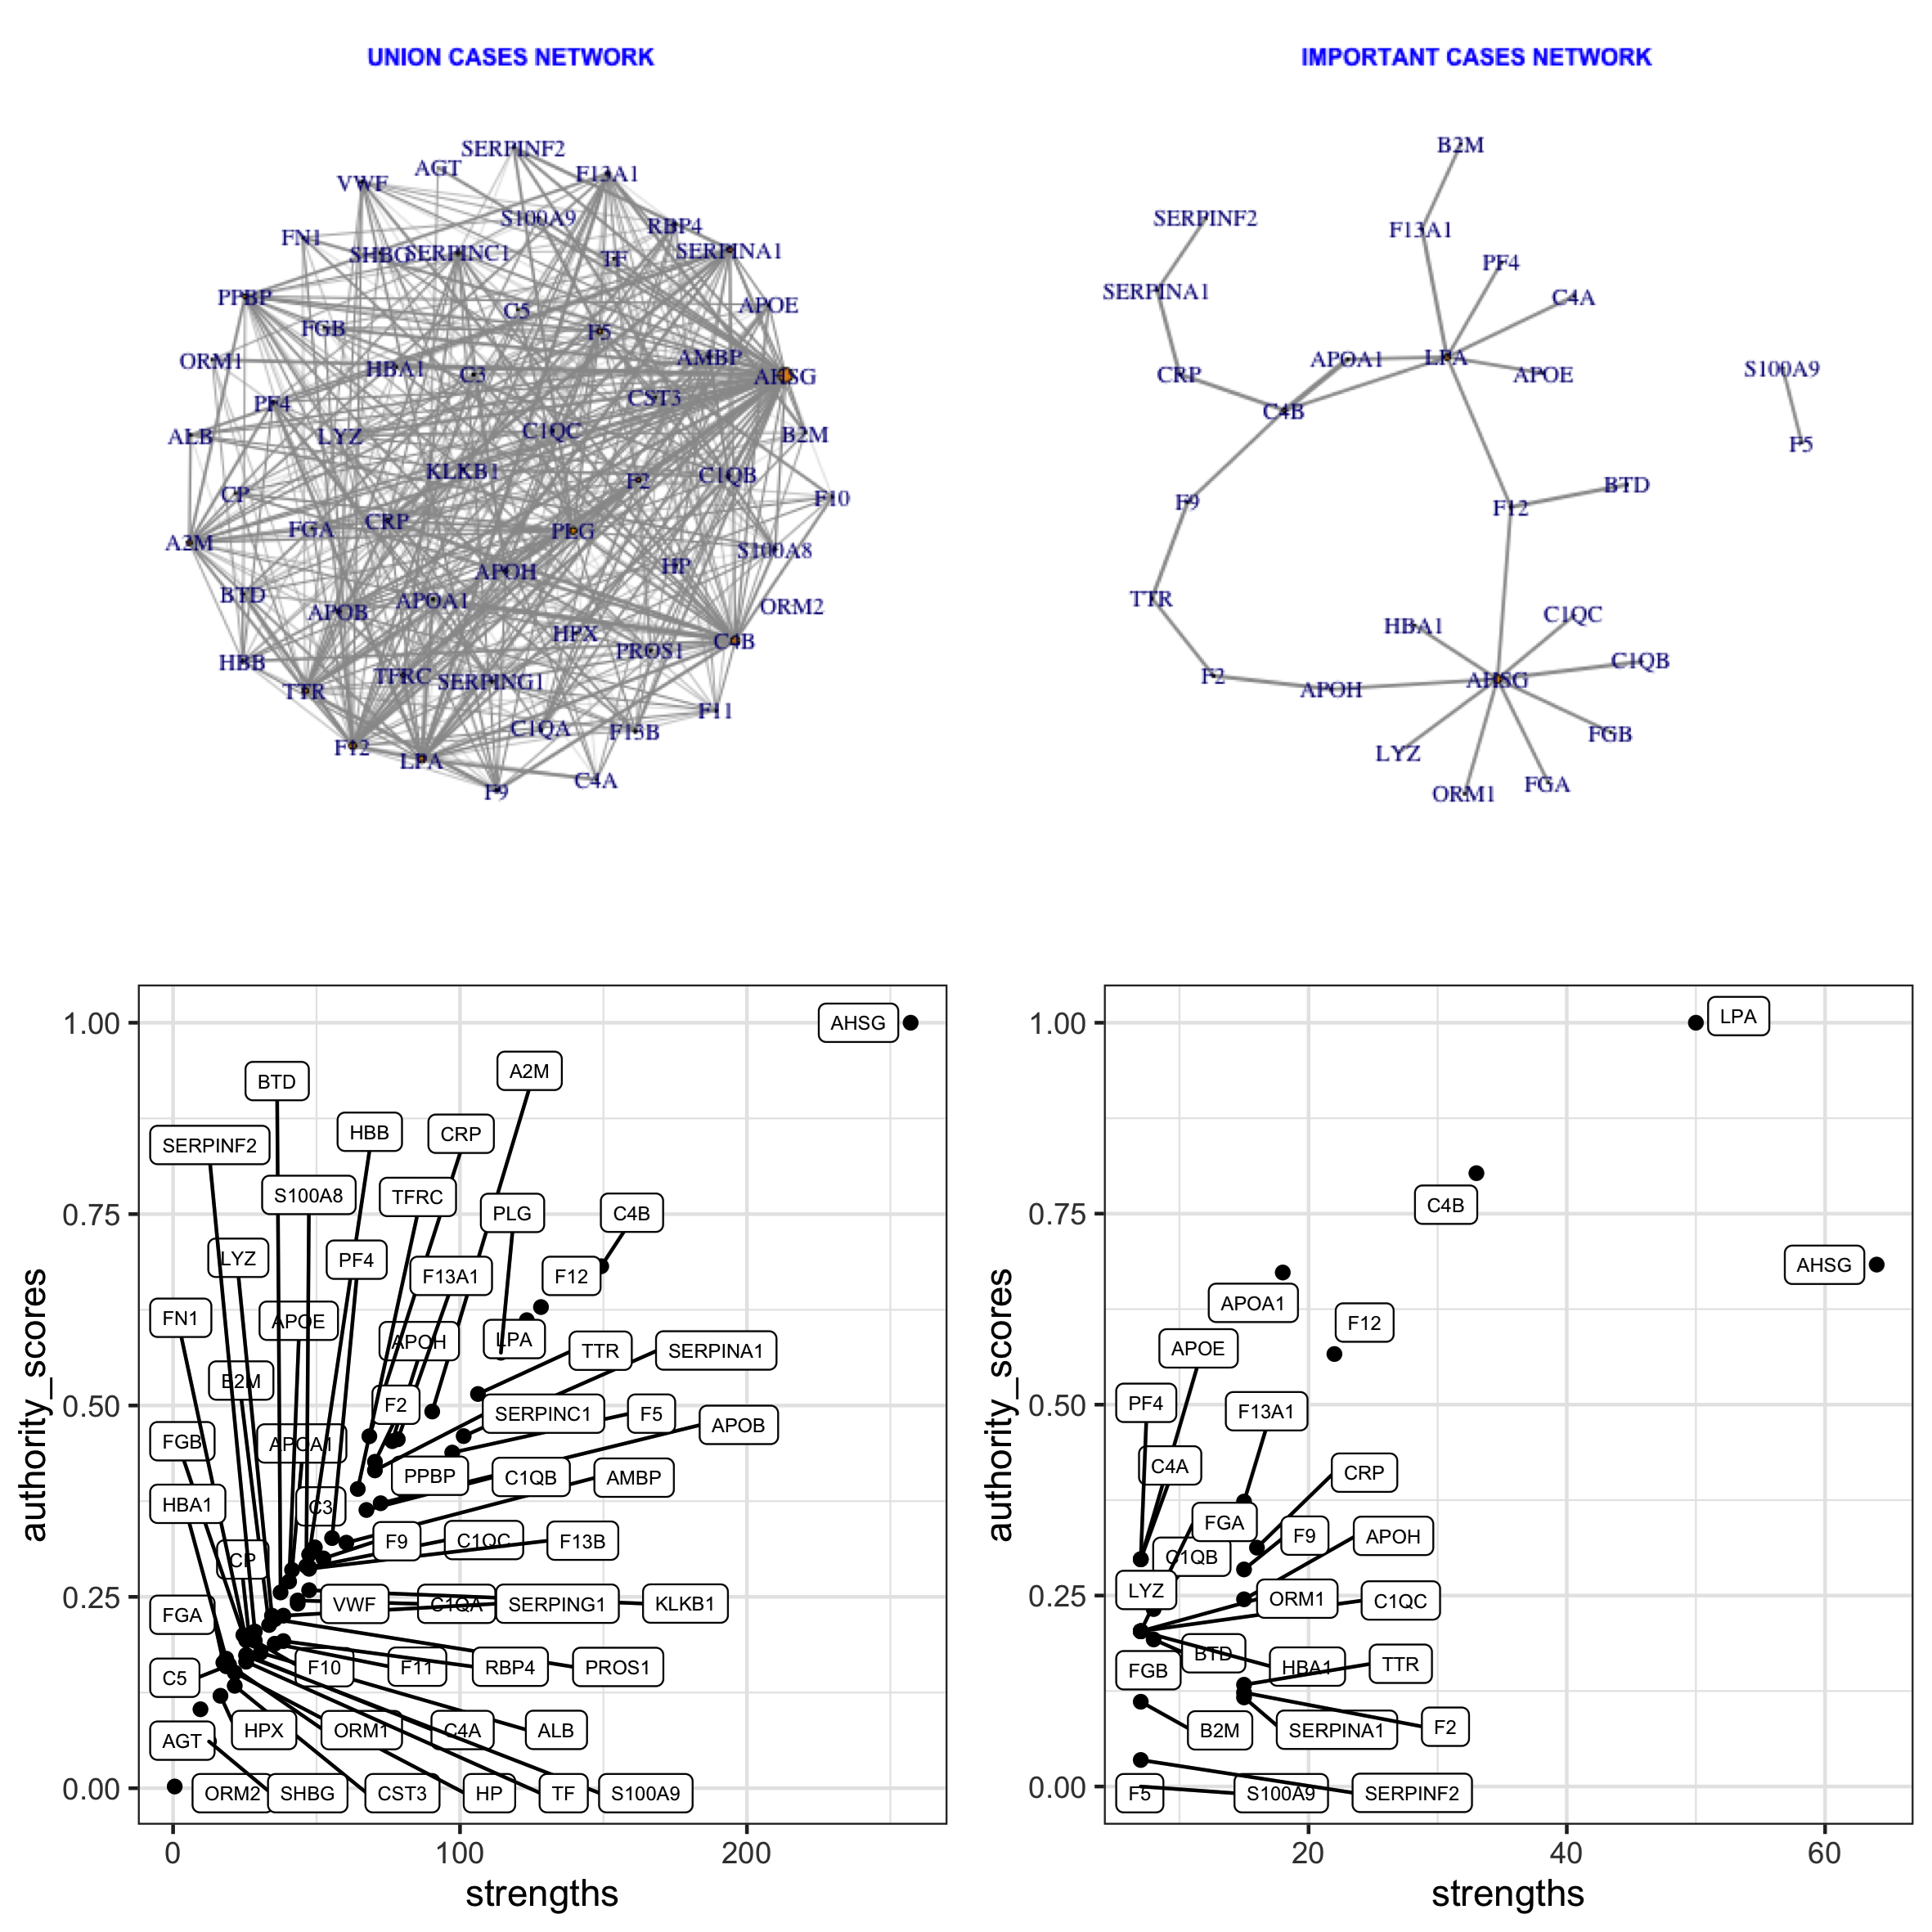 UNION CASES NETWORK
SERPINF2
AGT
F13A1
VWF
S100A9
RBP4
FN1
SHBG
SERPINC1
TF
SERPINA1
PPBP
C5
APOE
FGB
F5
ORM1
HBA1
C3
AMBP
AHSG
PF4
CST3
ALB
LYZ
C1QC
B2M
KLKB1
F2
C1QB
CP
F10
FGA
CRP
PLG
A2M
S100A8
APOH
HP
BTD
APOB
APOA1
ORM2
HPX
C4B
PROS1
HBB
TFRC
SERPING1
TTR
F11
C1QA
F13B
F12
LPA
F9
C4A
IMPORTANT CASES NETWORK
B2M
SERPINF2
F13A1
PF4
SERPINA1
C4A
APOA1
LPA
APOE
S100A9
CRP
C4B
F5
BTD
F9
F12
TTR
HBA1
C1QC
C1QB
F2
APOH
AHSG
FGB
LYZ
ORM1
FGA
authority_scores
1.00
0.75
0.50
0.25
0.00
AHSG
A2M
BTD
HBB
CRP
SERPINF2
S100A8
TFRC
PLG
C4B
LYZ
PF4
F13A1
F12
FN1
APOE
APOH
LPA
TTR
SERPINA1
B2M
F2
SERPINC1
F5
APOB
FGB
APOA1
PPBP
C1QB
AMBP
HBA1
C3
CP
F9
C1QC
F13B
FGA
VWF
C1QA
SERPING1
KLKB1
C5
F10
F11
RBP4
PROS1
AGT
HPX
ORM1
C4A
ALB
ORM2
SHBG
CST3
HP
TF
S100A9
0
100
200
strengths
authority_scores
1.00
0.75
0.50
0.25
0.00
LPA
C4B
AHSG
APOA1
F12
APOE
PF4
F13A1
C4A
CRP
FGA
F9
APOH
C1QB
LYZ
ORM1
C1QC
BTD
FGB
HBA1
TTR
B2M
SERPINA1
F2
F5
S100A9
SERPINF2
20
40
60
strengths